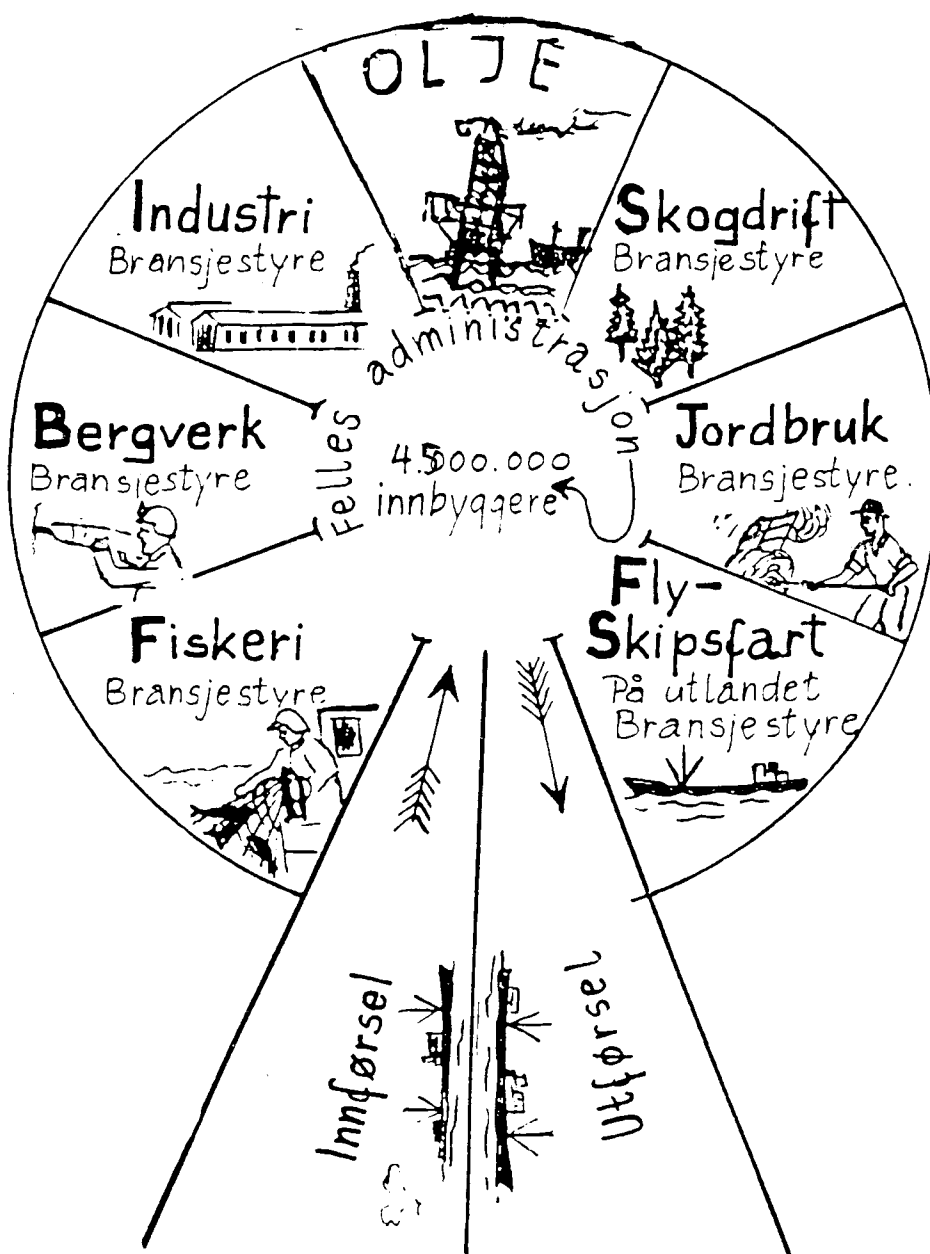 OLJE
Industri
Bransjestyre
Skogdrift
Bransjestyre
Felles administrasjon
Bergverk
Bransjestyre
4.500.000
innbyggere
Jordbruk
Bransjestyre.
Fiskeri
Bransjestyre
Fly-
Skipsfart
På utlandet
Bransjestyre
Innførsel
Utførsel